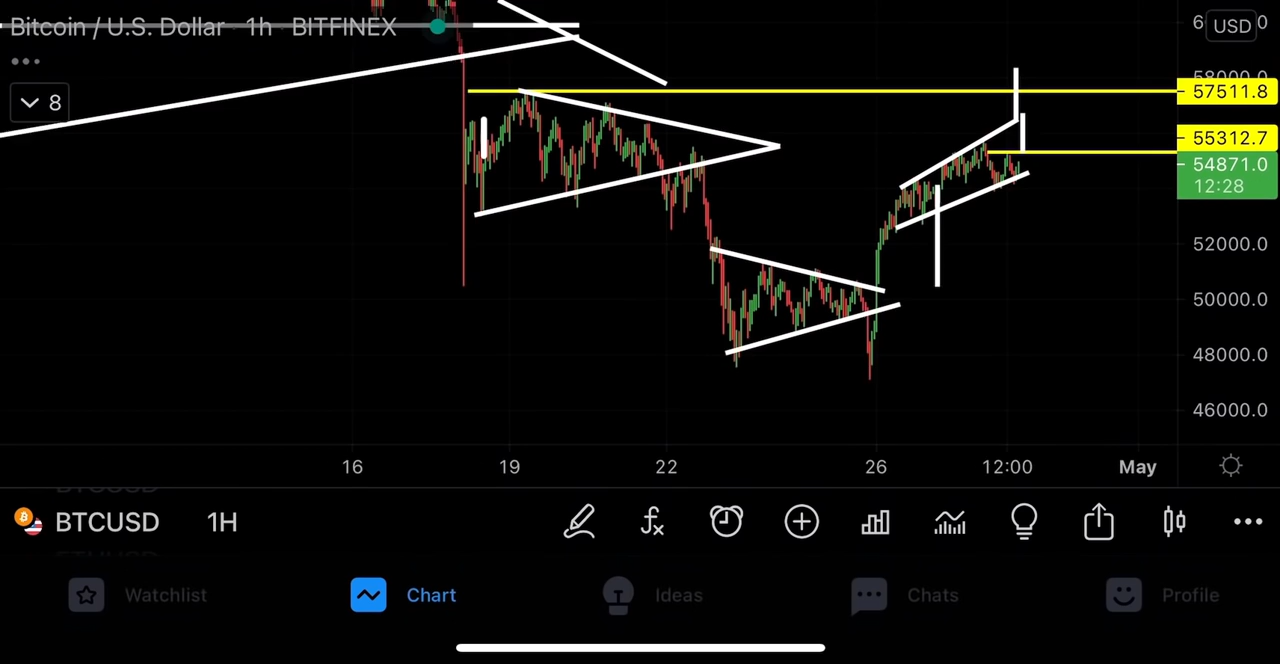 Bitcoin / U.S. Dollar · 1h · BITFINEX
USD
8
58000.0
57511.8
55312.7
54871.0
12:28
52000.0
50000.0
48000.0
46000.0
16 19 22 26 12:00 May
BTCUSD 1H
Watchlist Chart Ideas Chats Profile